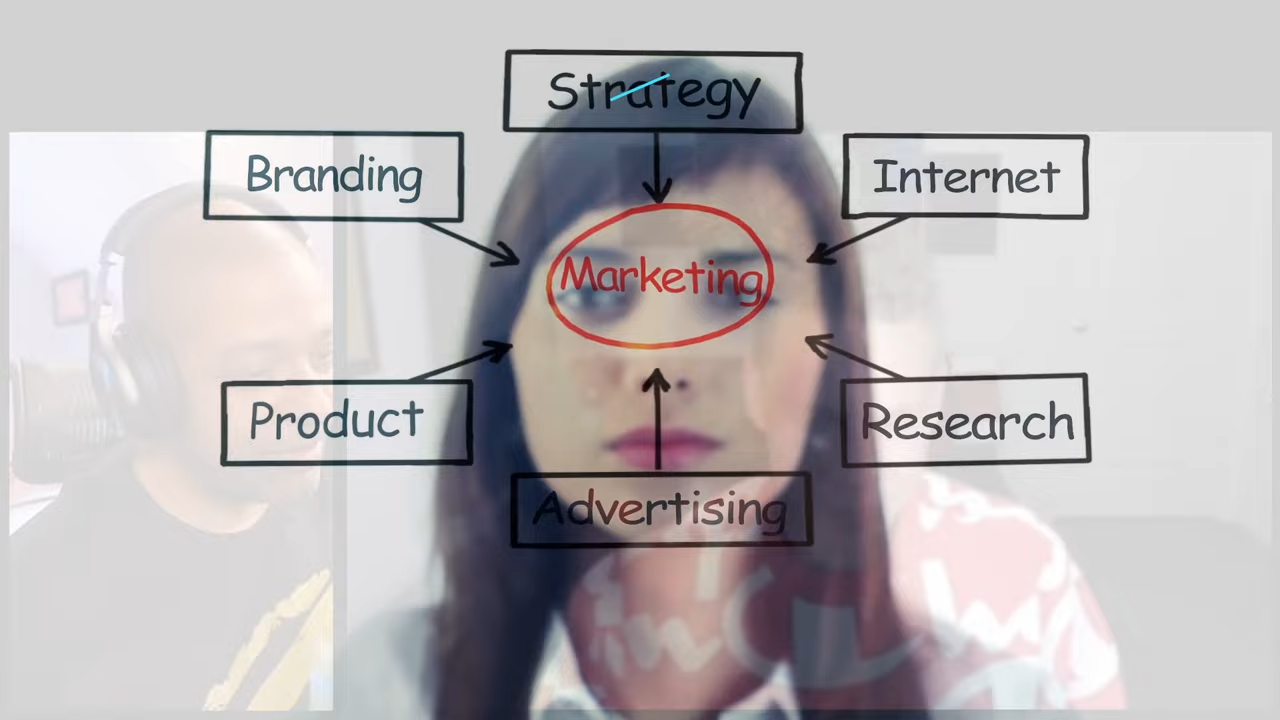 Strategy
Branding
Internet
Marketing
Product
Research
Advertising